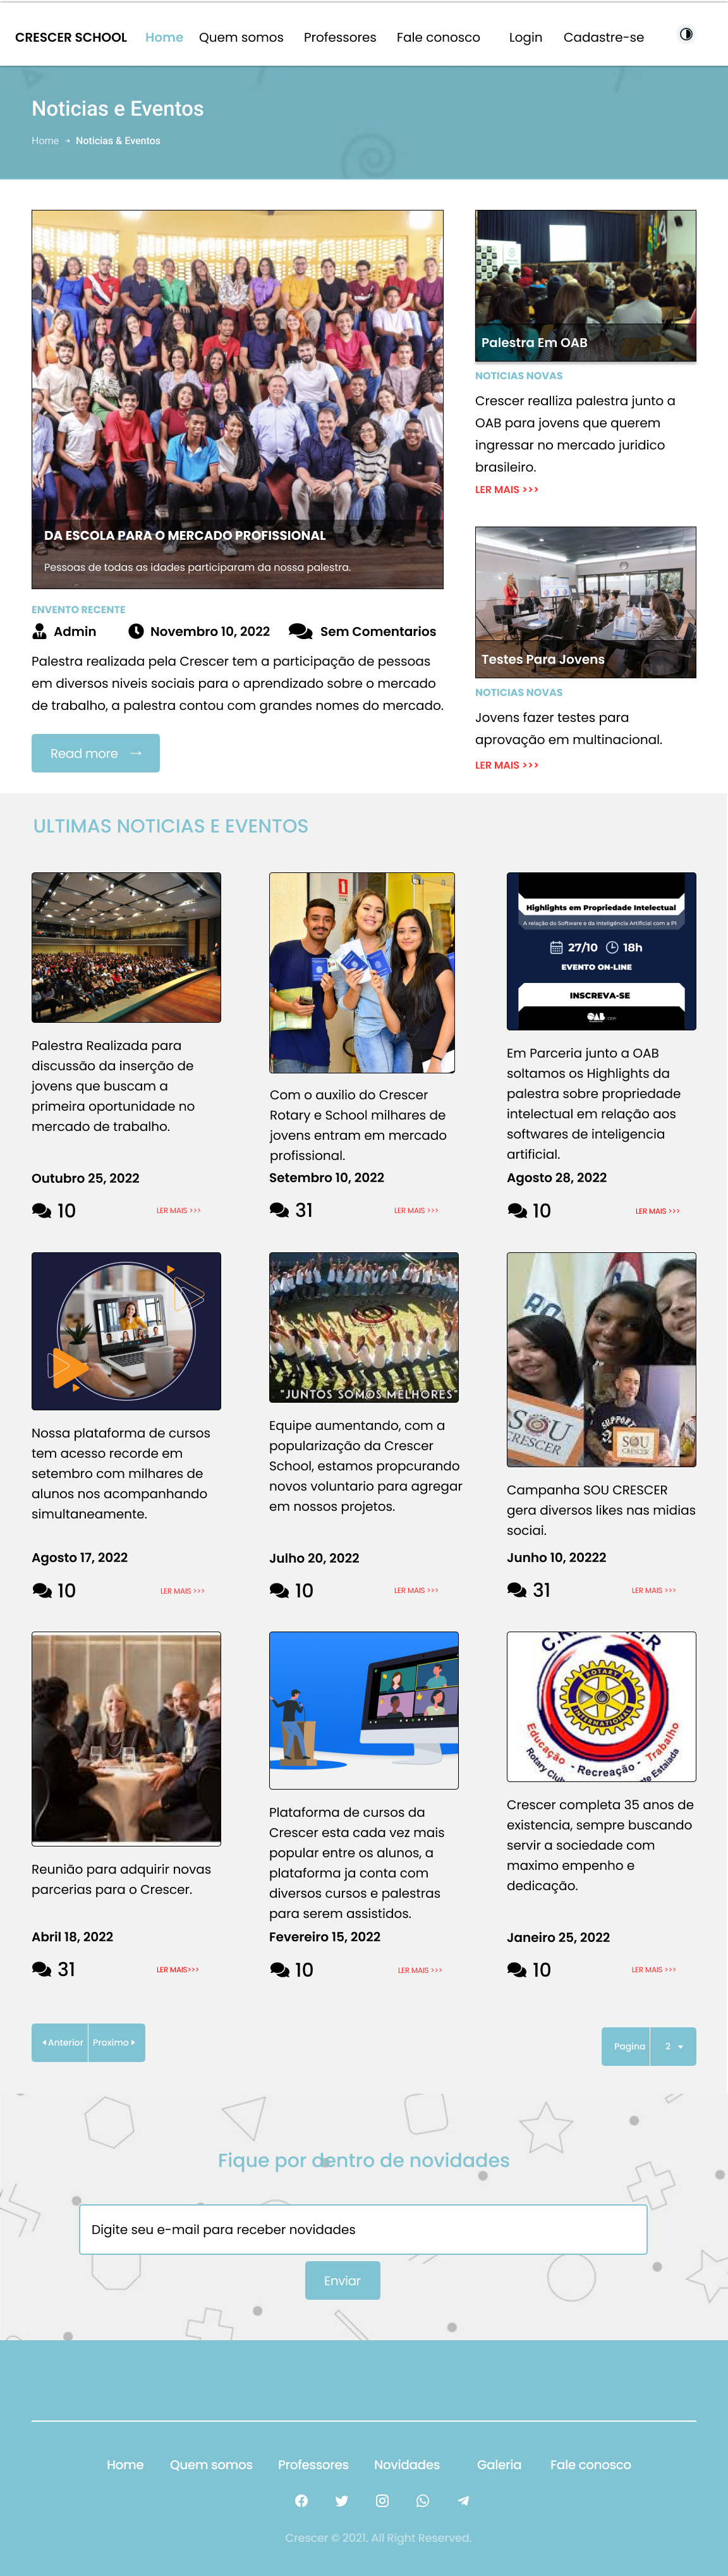 CRESCER SCHOOL
Home
Quem somos
Professores
Fale conosco
Login
Cadastre-se
Noticias e Eventos
Home → Noticias & Eventos
DA ESCOLA PARA O MERCADO PROFISSIONAL
Pessoas de todas as idades participaram da nossa palestra.
ENVENTO RECENTE
Admin
Novembro 10, 2022
Sem Comentarios
Palestra realizada pela Crescer tem a participação de pessoas
em diversos niveis sociais para o aprendizado sobre o mercado
de trabalho, a palestra contou com grandes nomes do mercado.
Read more →
Palestra Em OAB
NOTICIAS NOVAS
Crescer realliza palestra junto a
OAB para jovens que querem
ingressar no mercado juridico
brasileiro.
LER MAIS >>>
Testes Para Jovens
NOTICIAS NOVAS
Jovens fazer testes para
aprovação em multinacional.
LER MAIS >>>
ULTIMAS NOTICIAS E EVENTOS
Palestra Realizada para
discussão da inserção de
jovens que buscam a
primeira oportunidade no
mercado de trabalho.
Outubro 25, 2022
10
LER MAIS >>>
Com o auxilio do Crescer
Rotary e School milhares de
jovens entram em mercado
profissional.
Setembro 10, 2022
31
LER MAIS >>>
Highlights em Propriedade Intelectual
A relação do Software e da Inteligência Artificial com a PI
27/10
18h
EVENTO ON-LINE
INSCREVA-SE
OAB
Em Parceria junto a OAB
soltamos os Highlights da
palestra sobre propriedade
intelectual em relação aos
softwares de inteligencia
artificial.
Agosto 28, 2022
10
LER MAIS >>>
Nossa plataforma de cursos
tem acesso recorde em
setembro com milhares de
alunos nos acompanhando
simultaneamente.
Agosto 17, 2022
10
LER MAIS >>>
"JUNTOS SOMOS MELHORES"
Equipe aumentando, com a
popularização da Crescer
School, estamos propcurando
novos voluntario para agregar
em nossos projetos.
Julho 20, 2022
10
LER MAIS >>>
SOU
CRESCER
SUPPORT
SOU
CRESCER
Campanha SOU CRESCER
gera diversos likes nas midias
sociai.
Junho 10, 20222
31
LER MAIS >>>
Reunião para adquirir novas
parcerias para o Crescer.
Abril 18, 2022
31
LER MAIS>>>
Plataforma de cursos da
Crescer esta cada vez mais
popular entre os alunos, a
plataforma ja conta com
diversos cursos e palestras
para serem assistidos.
Fevereiro 15, 2022
10
LER MAIS >>>
ROTARY
INTERNATIONAL
Educação - Recreação - Trabalho
Crescer completa 35 anos de
existencia, sempre buscando
servir a sociedade com
maximo empenho e
dedicação.
Janeiro 25, 2022
10
LER MAIS >>>
Anterior
Proximo
Pagina
2
Fique por dentro de novidades
Digite seu e-mail para receber novidades
Enviar
Home
Quem somos
Professores
Novidades
Galeria
Fale conosco
Crescer © 2021. All Right Reserved.